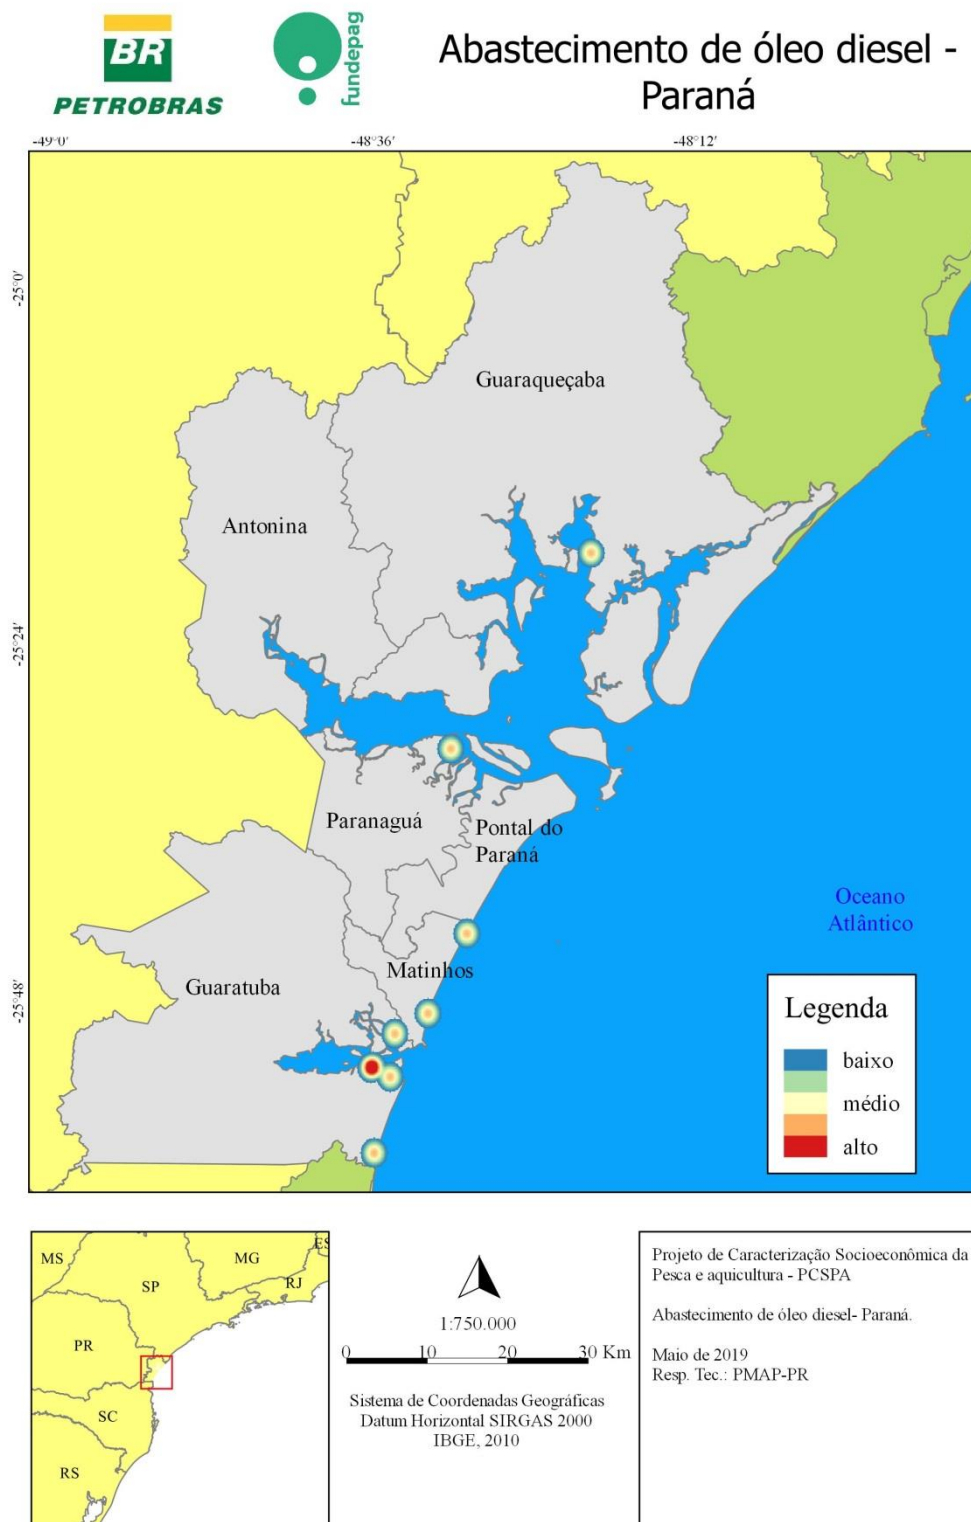 BR
PETROBRAS
fundepag
Abastecimento de óleo diesel -
Paraná
-49°0'
-48°36'
-48°12'
-25°0'
-25°24'
-25°48'
Guaraqueçaba
Antonina
Paranaguá
Pontal do
Paraná
Matinhos
Guaratuba
Oceano
Atlântico
Legenda
baixo
médio
alto
MS
MG
ES
SP
RJ
PR
SC
RS
1:750.000
0 10 20 30 Km
Sistema de Coordenadas Geográficas
Datum Horizontal SIRGAS 2000
IBGE, 2010
Projeto de Caracterização Socioeconômica da
Pesca e aquicultura - PCSPA
Abastecimento de óleo diesel- Paraná.
Maio de 2019
Resp. Tec.: PMAP-PR